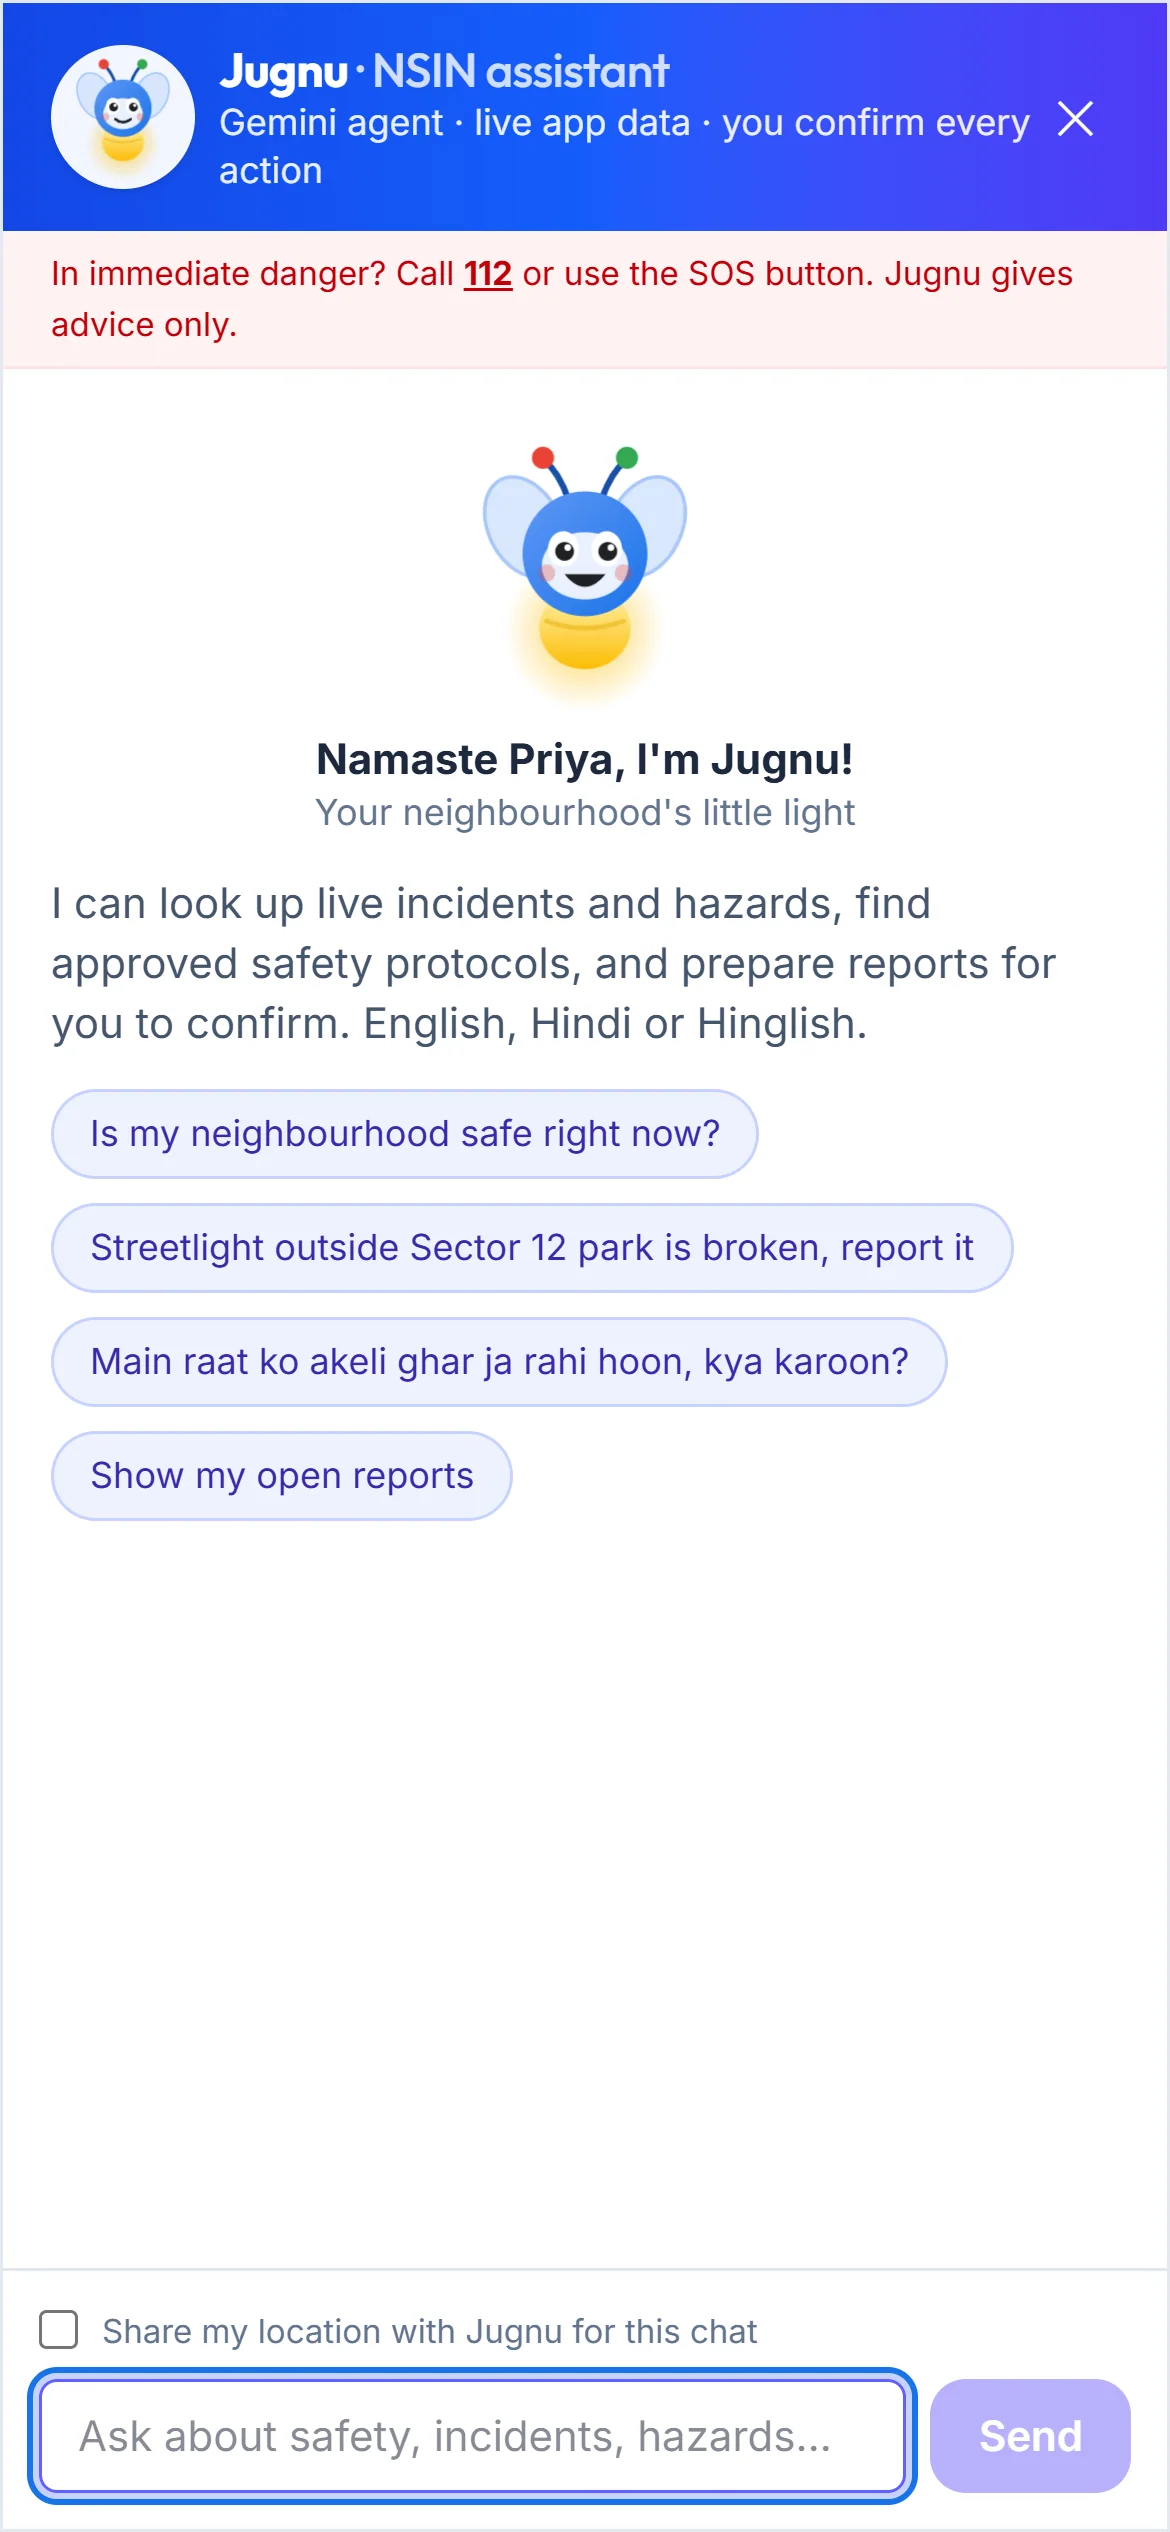 Jugnu · NSIN assistant
Gemini agent · live app data · you confirm every
action
In immediate danger? Call 112 or use the SOS button. Jugnu gives
advice only.
Namaste Priya, I'm Jugnu!
Your neighbourhood's little light
I can look up live incidents and hazards, find
approved safety protocols, and prepare reports for
you to confirm. English, Hindi or Hinglish.
Is my neighbourhood safe right now?
Streetlight outside Sector 12 park is broken, report it
Main raat ko akeli ghar ja rahi hoon, kya karoon?
Show my open reports
Share my location with Jugnu for this chat
Ask about safety, incidents, hazards...
Send